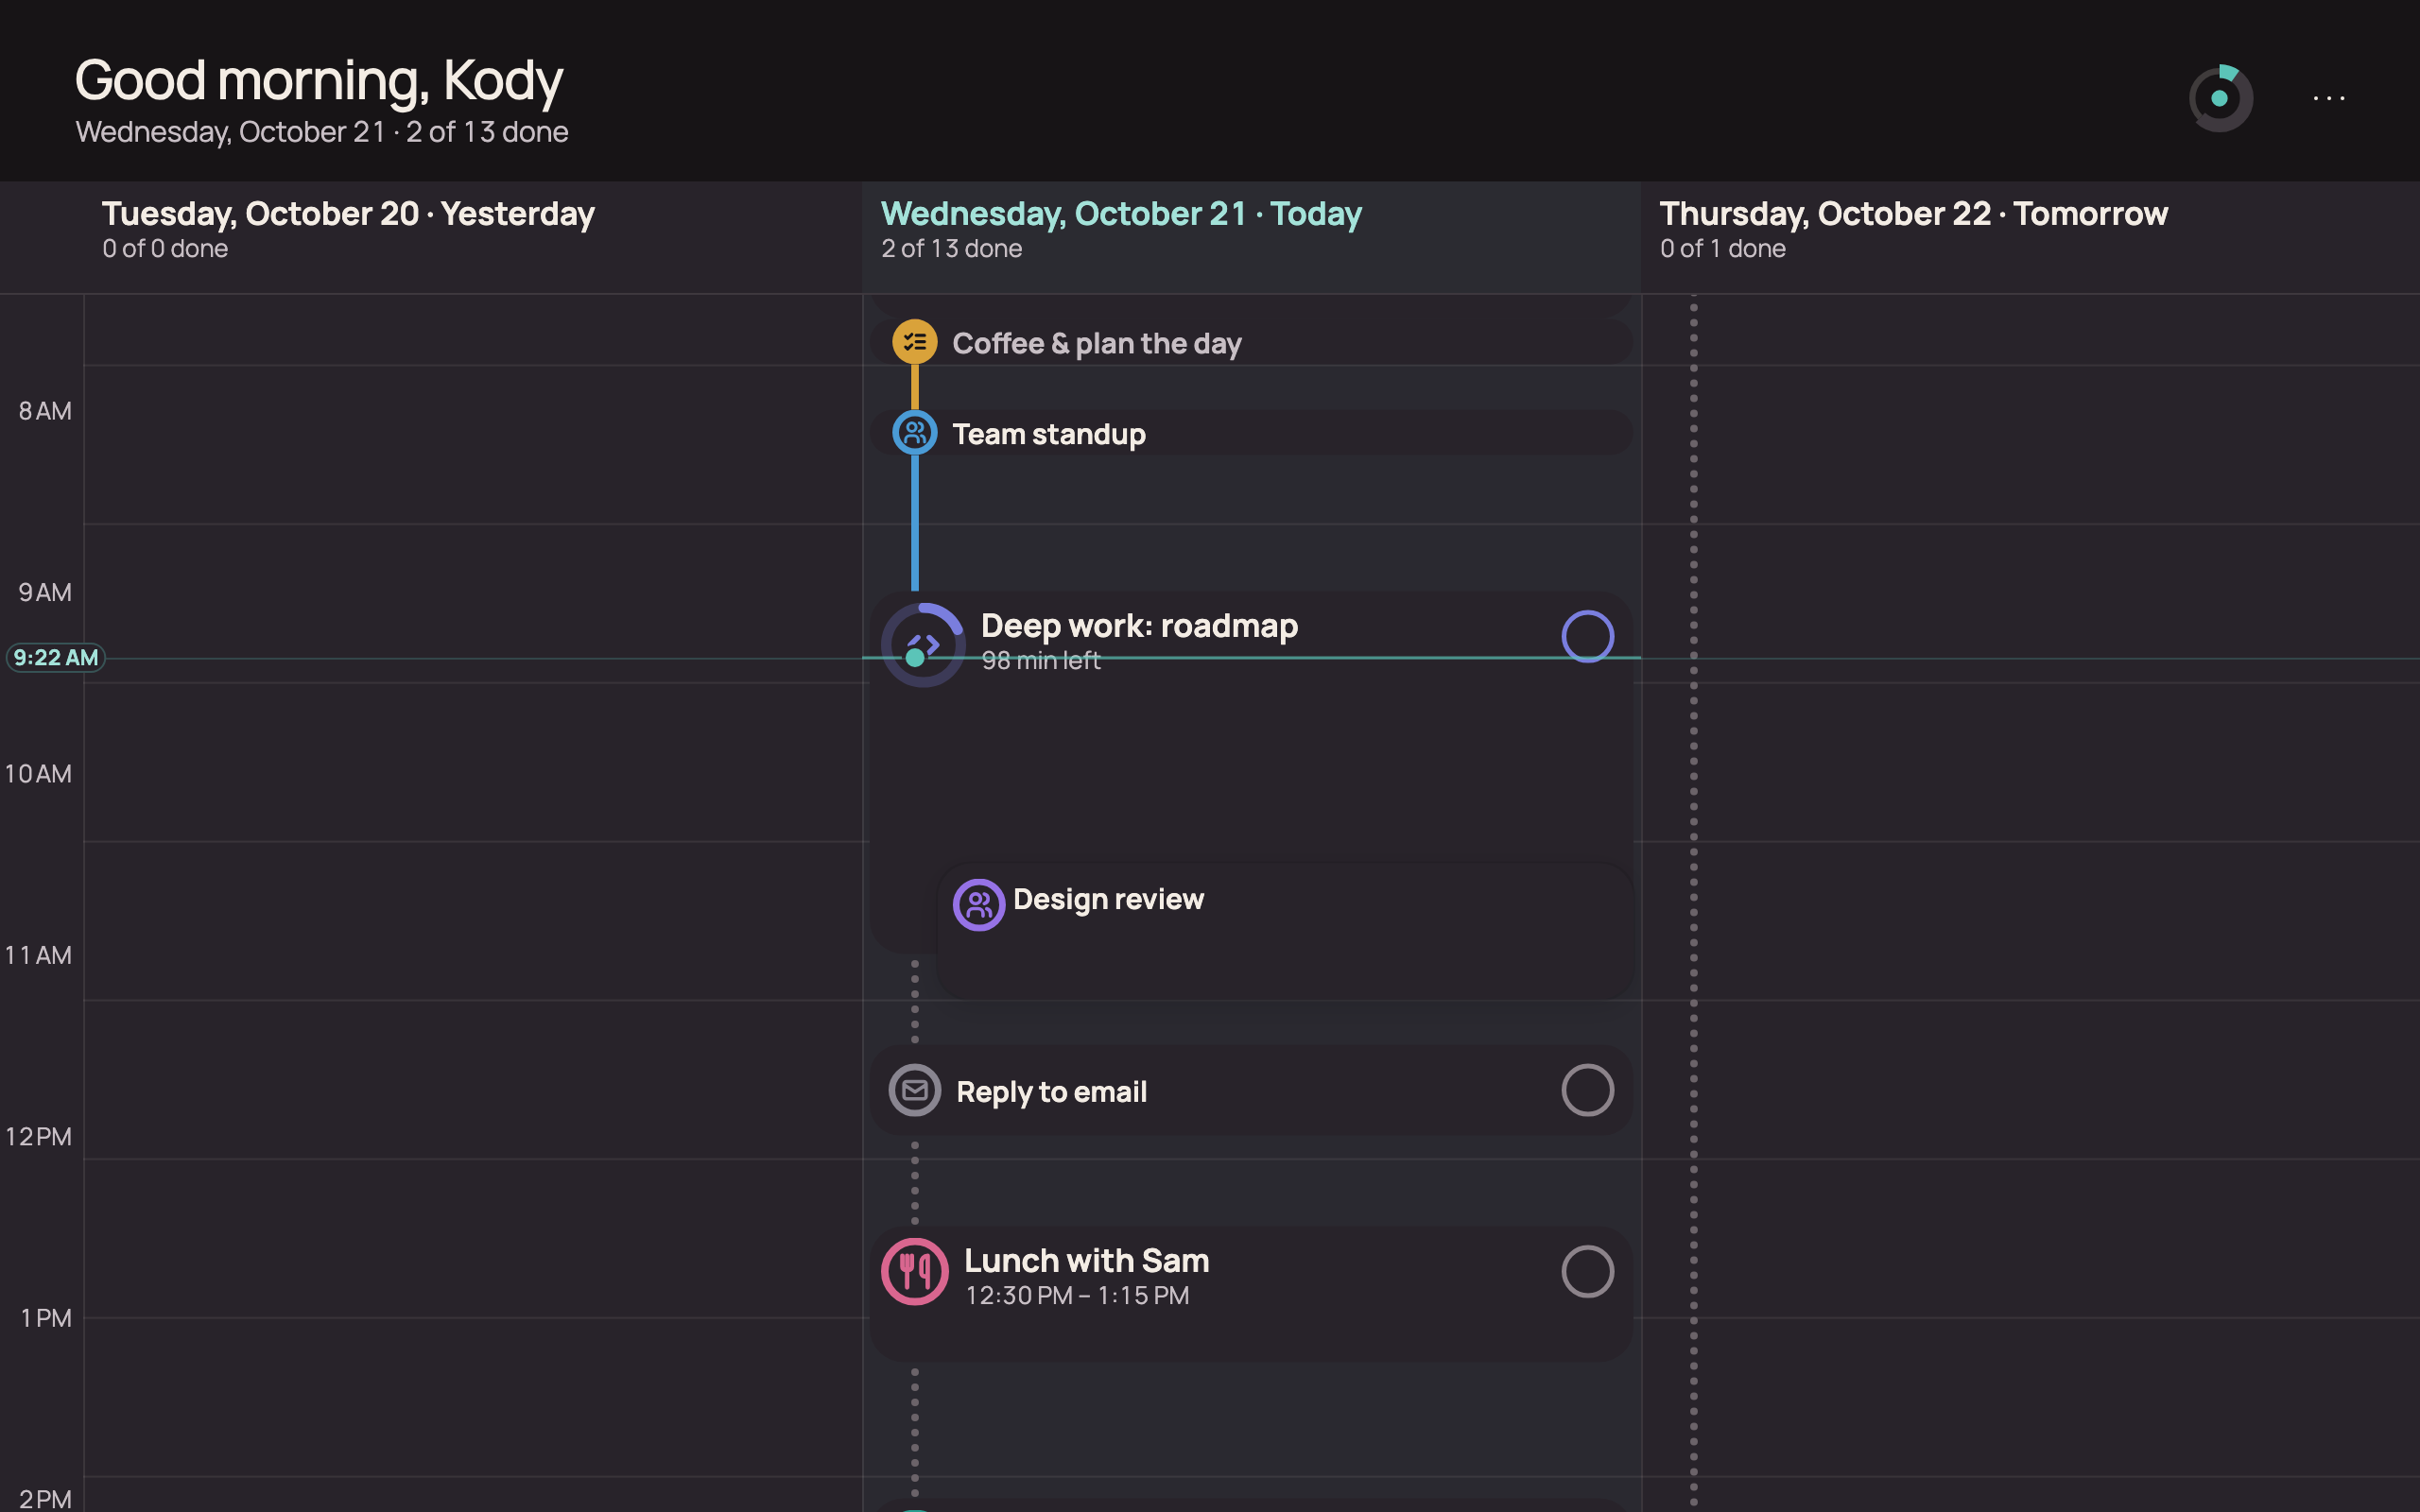 Good morning, Kody
Wednesday, October 21 · 2 of 13 done
...
Tuesday, October 20 · Yesterday
0 of 0 done
Wednesday, October 21 · Today
2 of 13 done
Thursday, October 22 · Tomorrow
0 of 1 done
Coffee & plan the day
8 AM
Team standup
9 AM
Deep work: roadmap
9:22 AM
98 min left
10 AM
Design review
11 AM
Reply to email
12 PM
Lunch with Sam
12:30 PM – 1:15 PM
1 PM
2 PM